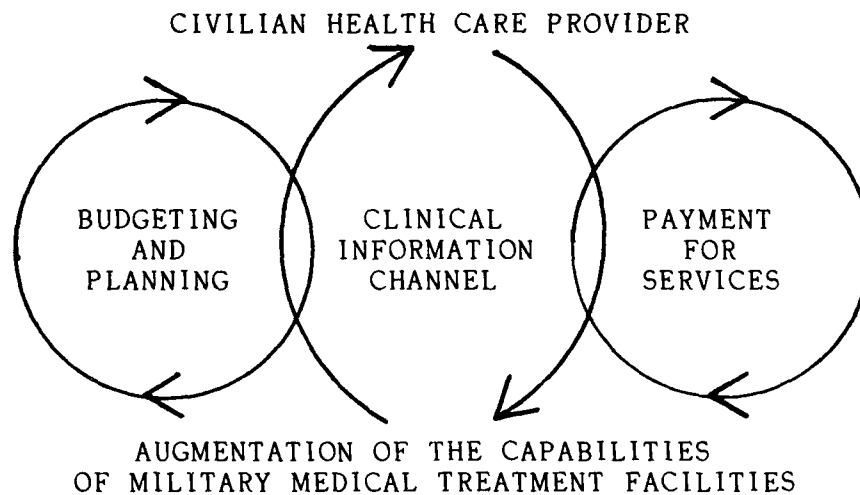 CIVILIAN HEALTH CARE PROVIDER
BUDGETING
AND
PLANNING
CLINICAL
INFORMATION
CHANNEL
PAYMENT
FOR
SERVICES
AUGMENTATION OF THE CAPABILITIES
OF MILITARY MEDICAL TREATMENT FACILITIES